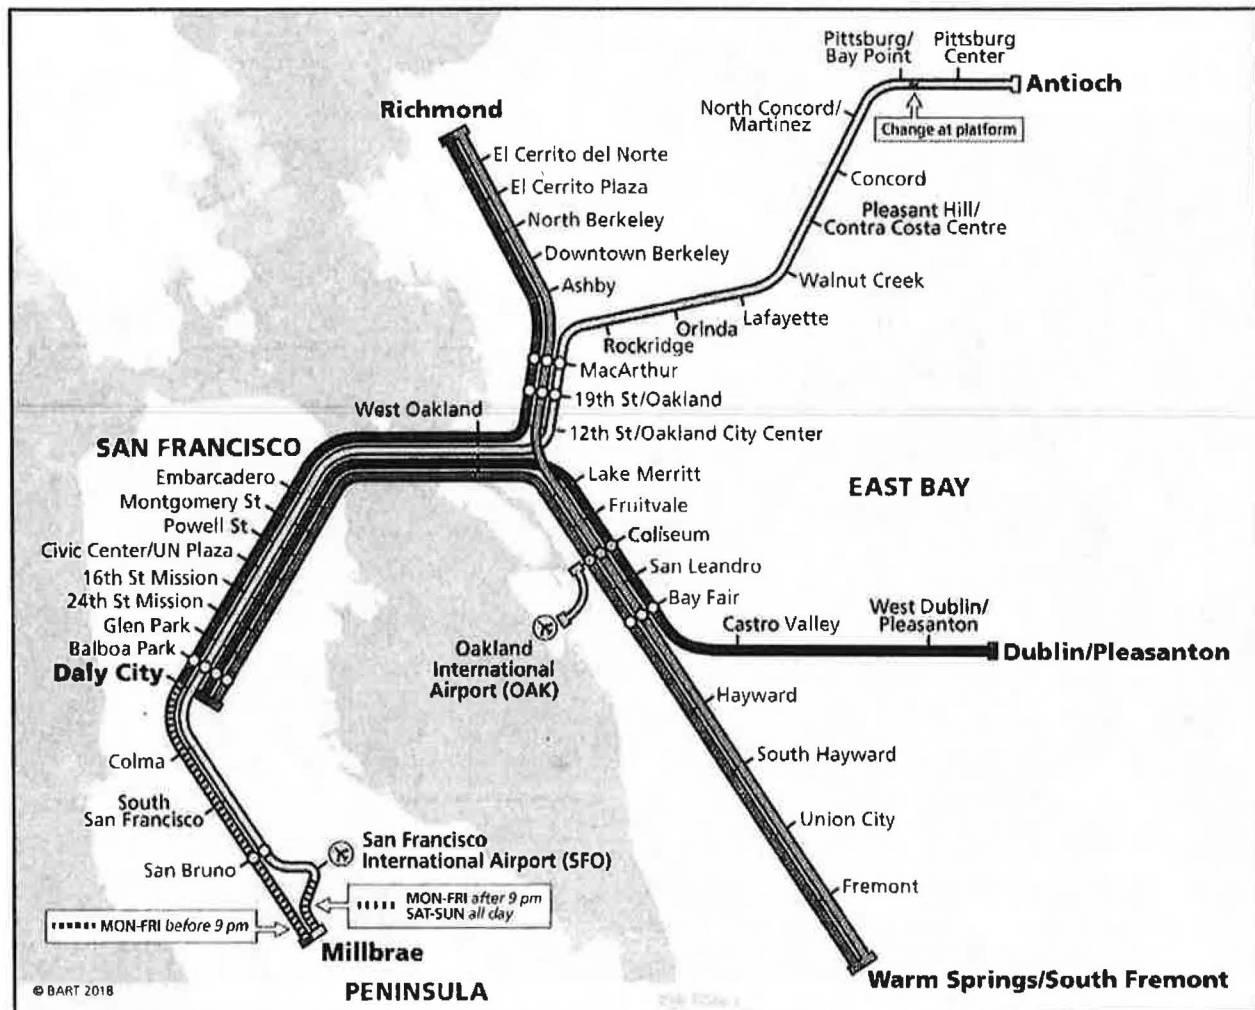 Pittsburg/
Bay Point
Pittsburg
Center
Antioch
Richmond
North Concord/
Martinez
Change at platform
El Cerrito del Norte
El Cerrito Plaza
Concord
North Berkeley
Pleasant Hill/
Contra Costa Centre
Downtown Berkeley
Walnut Creek
Ashby
Lafayette
Orinda
Rockridge
MacArthur
19th St/Oakland
West Oakland
12th St/Oakland City Center
SAN FRANCISCO
Embarcadero
Lake Merritt
EAST BAY
Montgomery St
Fruitvale
Powell St
Coliseum
Civic Center/UN Plaza
San Leandro
16th St Mission
24th St Mission
Bay Fair
Glen Park
Castro Valley
West Dublin/
Pleasanton
Balboa Park
Oakland
International
Airport (OAK)
Dublin/Pleasanton
Daly City
Hayward
Colma
South Hayward
South
San Francisco
Union City
San Francisco
International Airport (SFO)
San Bruno
Fremont
MON-FRI after 9 pm
SAT-SUN all day
MON-FRI before 9 pm
Millbrae
Warm Springs/South Fremont
© BART 2018
PENINSULA